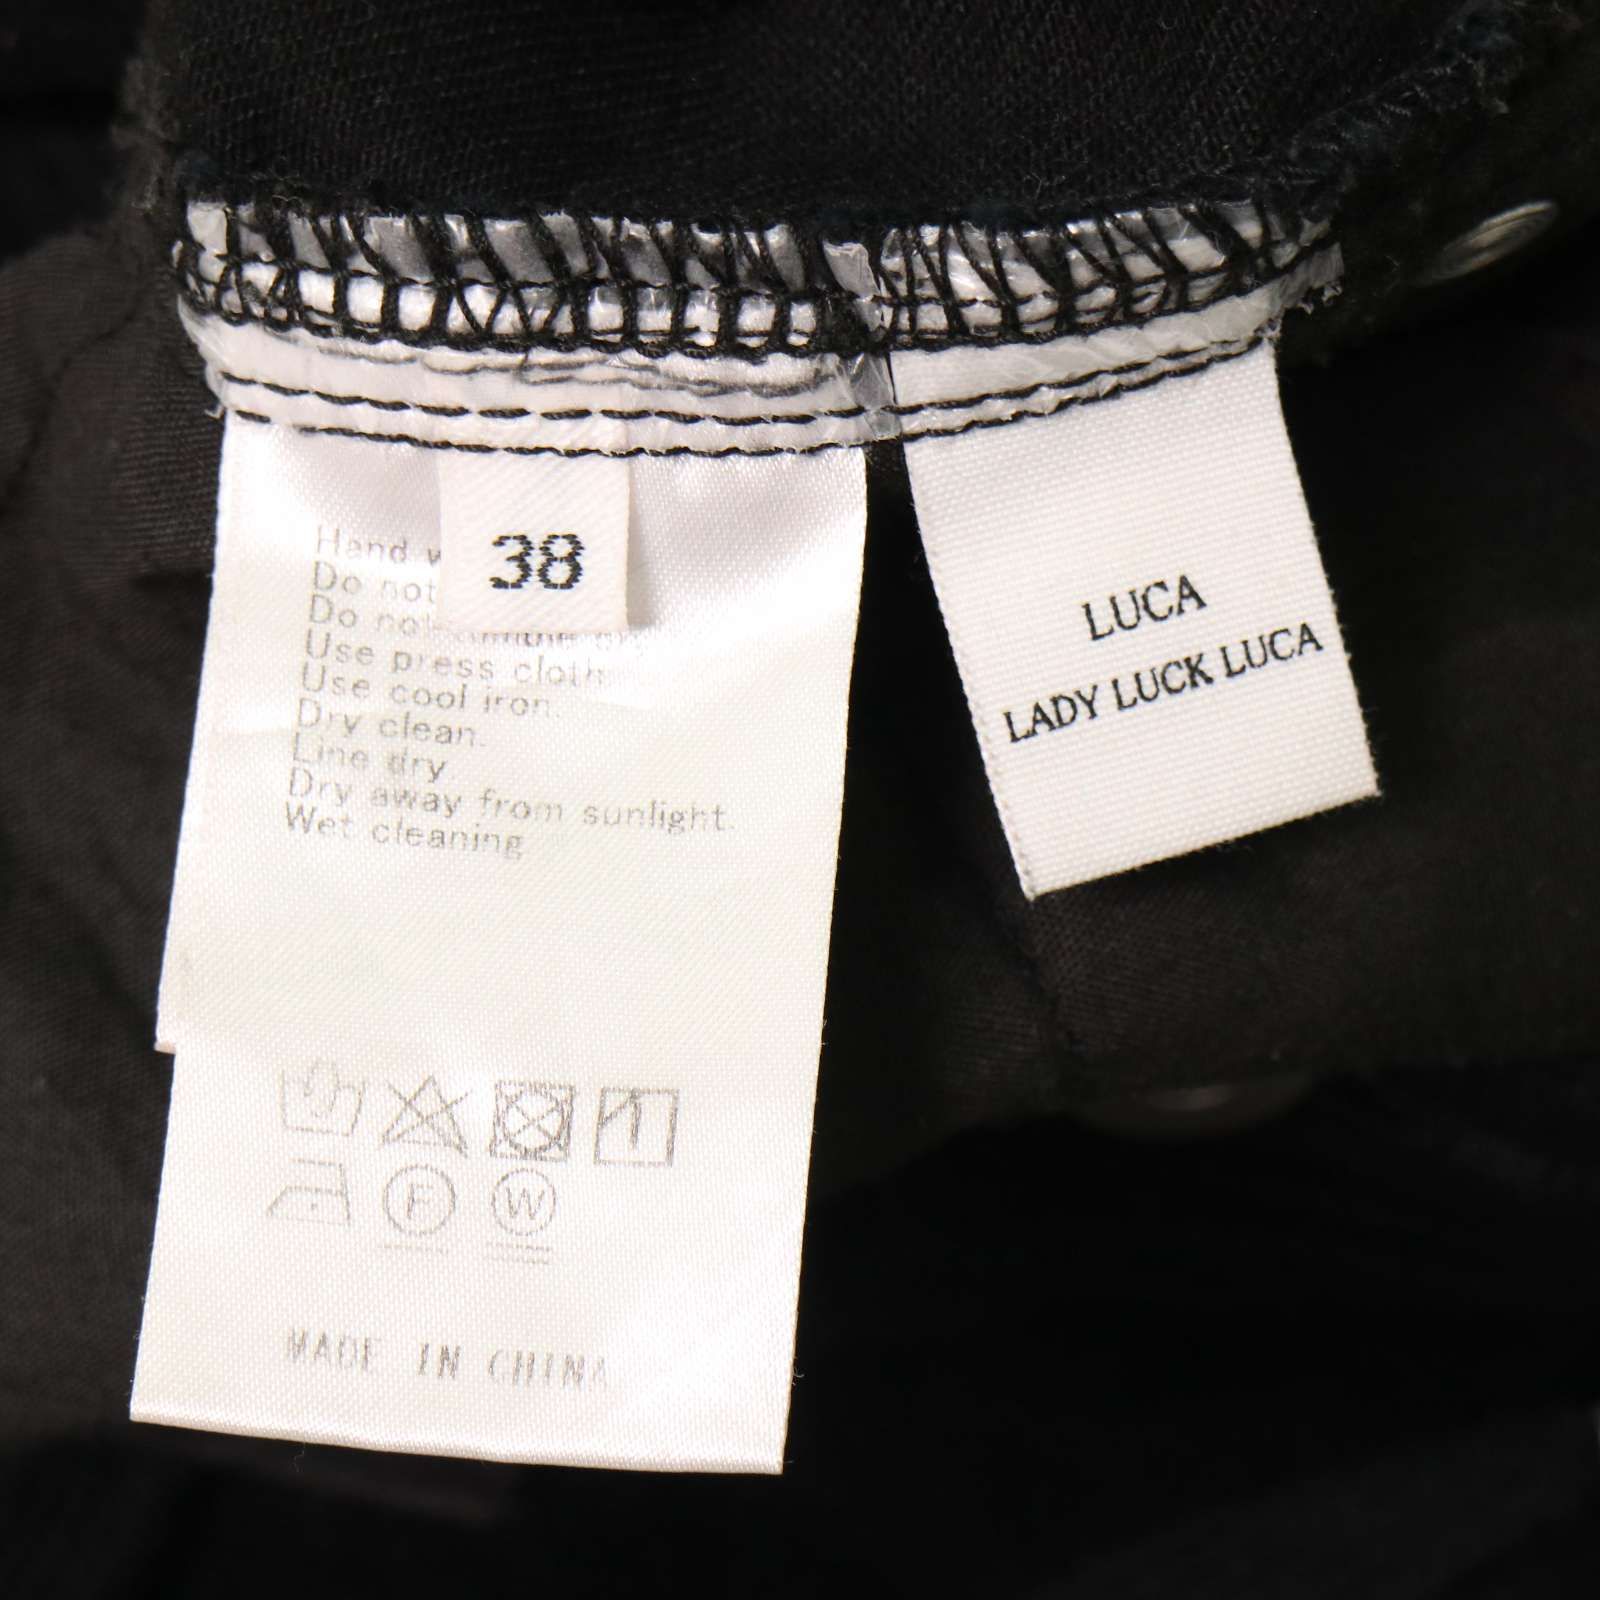 38
Hand
Do not
Do not
Use press cloth
Use cool iron.
Dry clean.
Line dry
Dry away from sunlight.
Wet cleaning
F
W
MADE IN CHINA
LUCA
LADY LUCK LUCA